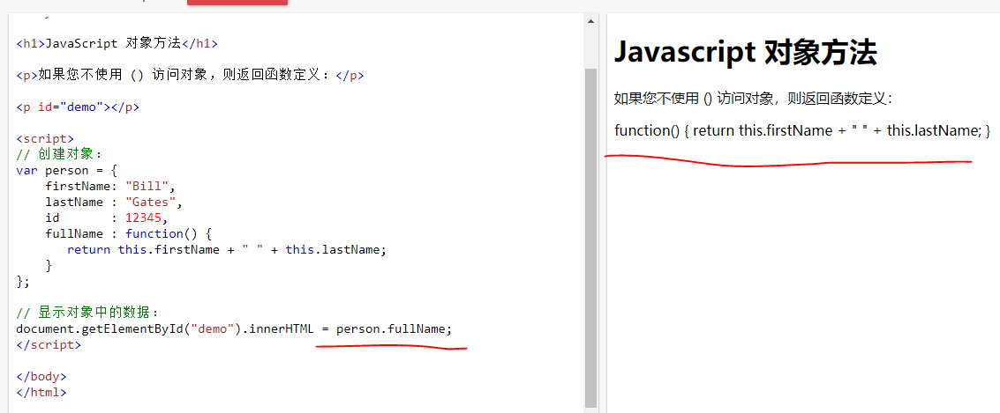 <h1>JavaScript 对象方法</h1>
<p>如果您不使用 () 访问对象，则返回函数定义：</p>
<p id="demo"></p>
<script>
// 创建对象：
var person = {
    firstName: "Bill",
    lastName : "Gates",
    id       : 12345,
    fullName : function() {
       return this.firstName + " " + this.lastName;
    }
};
// 显示对象中的数据：
document.getElementById("demo").innerHTML = person.fullName;
</script>
</body>
</html>
Javascript 对象方法
如果您不使用 () 访问对象，则返回函数定义：
function() { return this.firstName + " " + this.lastName; }